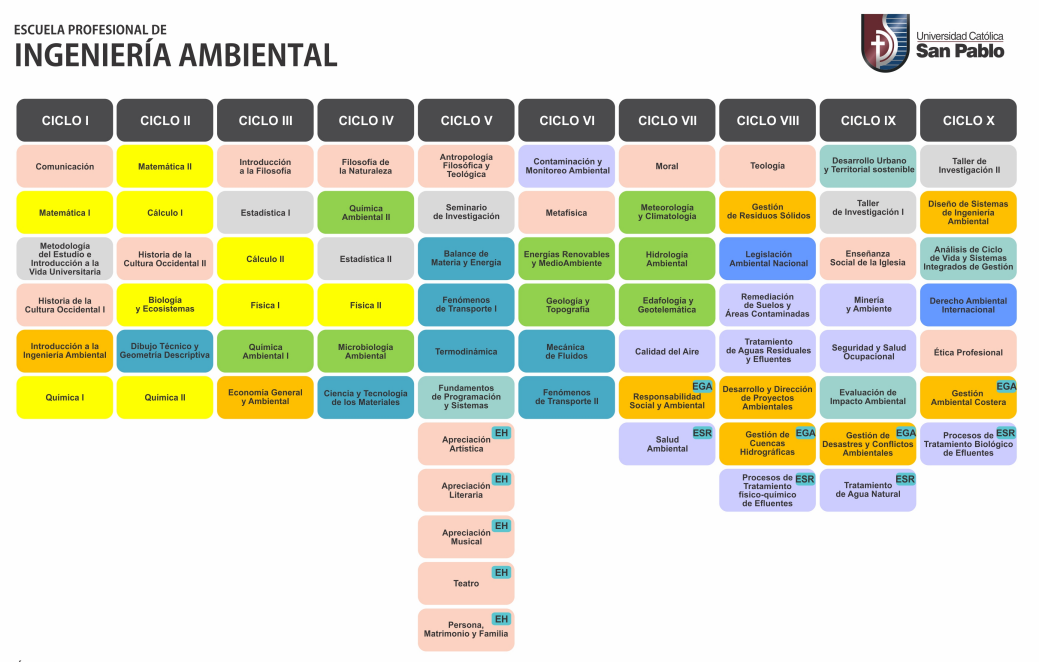 ESCUELA PROFESIONAL DE
INGENIERÍA AMBIENTAL
Universidad Católica
San Pablo
CICLO I
Comunicación
Matemática I
Metodología
del Estudio e
Introducción a la
Vida Universitaria
Historia de la
Cultura Occidental I
Introducción a la
Ingeniería Ambiental
Química I
CICLO II
Matemática II
Cálculo I
Historia de la
Cultura Occidental II
Biología
y Ecosistemas
Dibujo Técnico y
Geometría Descriptiva
Química II
CICLO III
Introducción
a la Filosofía
Estadística I
Cálculo II
Física I
Química
Ambiental I
Economía General
y Ambiental
CICLO IV
Filosofía de
la Naturaleza
Química
Ambiental II
Estadística II
Física II
Microbiología
Ambiental
Ciencia y Tecnología
de los Materiales
CICLO V
Antropología
Filosófica y
Teológica
Seminario
de Investigación
Balance de
Materia y Energía
Fenómenos
de Transporte I
Termodinámica
Fundamentos
de Programación
y Sistemas
EH
Apreciación
Artística
EH
Apreciación
Literaria
EH
Apreciación
Musical
EH
Teatro
EH
Persona,
Matrimonio y Familia
CICLO VI
Contaminación y
Monitoreo Ambiental
Metafísica
Energías Renovables
y MedioAmbiente
Geología y
Topografía
Mecánica
de Fluidos
Fenómenos
de Transporte II
CICLO VII
Moral
Meteorología
y Climatología
Hidrología
Ambiental
Edafología y
Geotelemática
Calidad del Aire
EGA
Responsabilidad
Social y Ambiental
ESR
Salud
Ambiental
CICLO VIII
Teología
Gestión
de Residuos Sólidos
Legislación
Ambiental Nacional
Remediación
de Suelos y
Áreas Contaminadas
Tratamiento
de Aguas Residuales
y Efluentes
Desarrollo y Dirección
de Proyectos
Ambientales
EGA
Gestión de
Cuencas
Hidrográficas
ESR
Procesos de
Tratamiento
físico-químico
de Efluentes
CICLO IX
Desarrollo Urbano
y Territorial sostenible
Taller
de Investigación I
Enseñanza
Social de la Iglesia
Minería
y Ambiente
Seguridad y Salud
Ocupacional
Evaluación de
Impacto Ambiental
EGA
Gestión de
Desastres y Conflictos
Ambientales
ESR
Tratamiento
de Agua Natural
CICLO X
Taller de
Investigación II
Diseño de Sistemas
de Ingeniería
Ambiental
Análisis de Ciclo
de Vida y Sistemas
Integrados de Gestión
Derecho Ambiental
Internacional
Ética Profesional
EGA
Gestión
Ambiental Costera
ESR
Procesos de
Tratamiento Biológico
de Efluentes